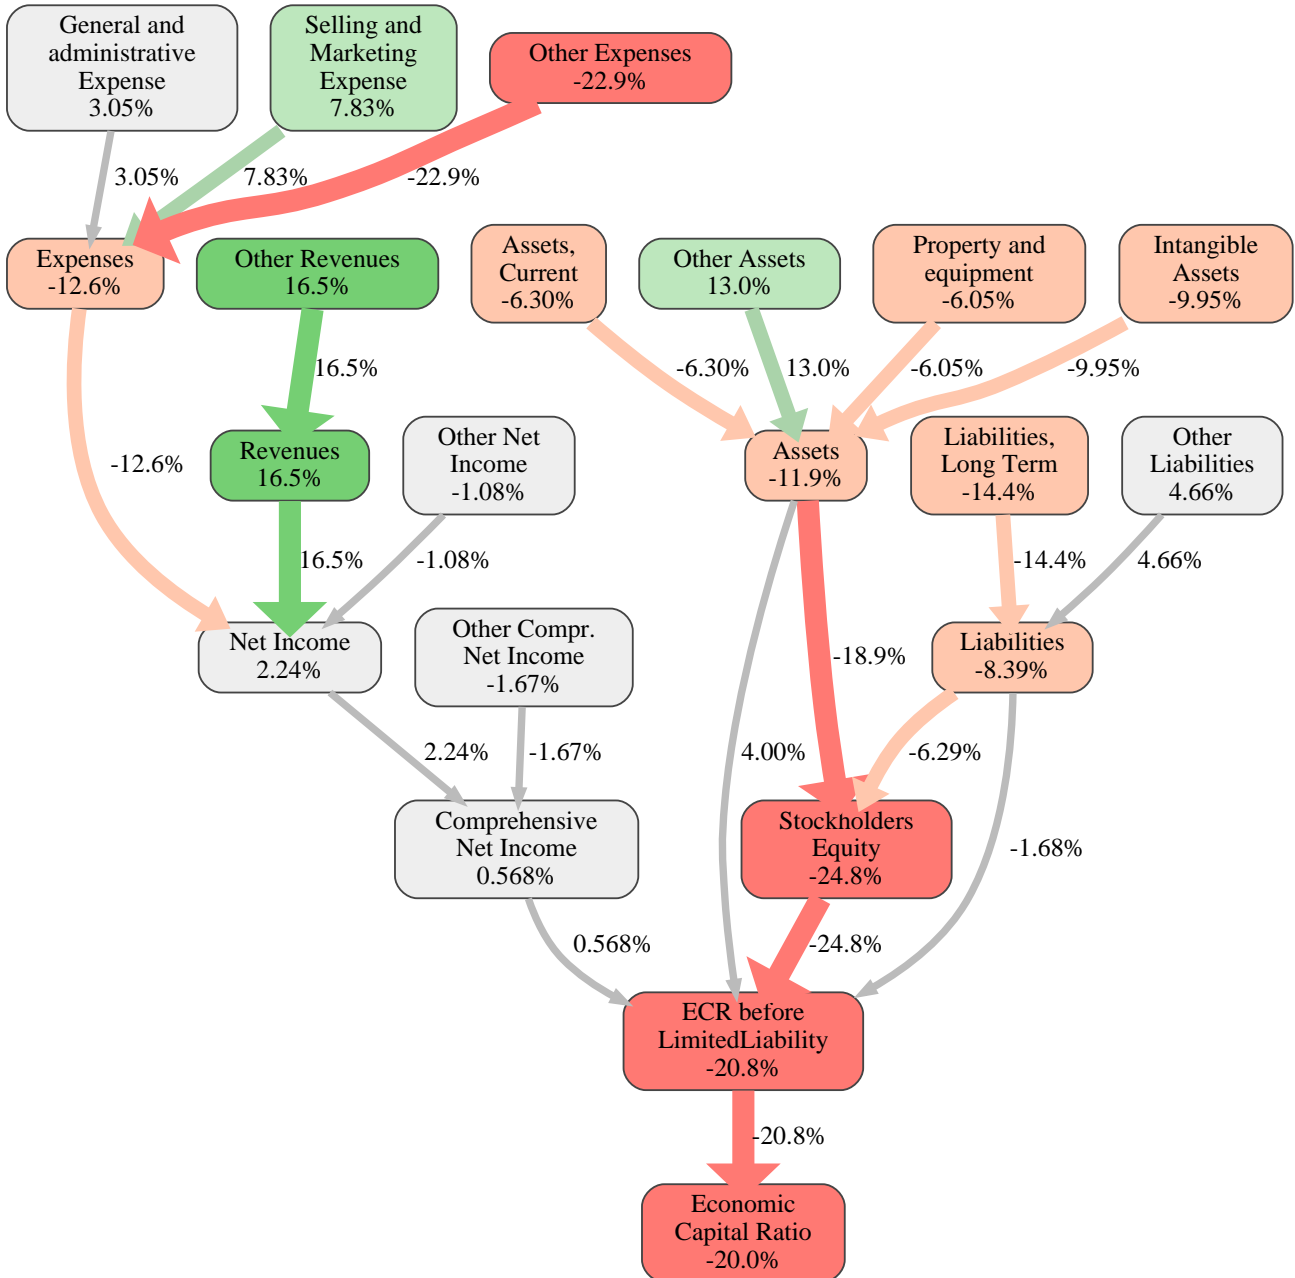 General and
administrative
Expense
3.05%
Selling and
Marketing
Expense
7.83%
Other Expenses
-22.9%
3.05%
7.83%
-22.9%
Expenses
-12.6%
Other Revenues
16.5%
Assets,
Current
-6.30%
Other Assets
13.0%
Property and
equipment
-6.05%
Intangible
Assets
-9.95%
16.5%
-6.30%
13.0%
-6.05%
-9.95%
-12.6%
Revenues
16.5%
Other Net
Income
-1.08%
Assets
-11.9%
Liabilities,
Long Term
-14.4%
Other
Liabilities
4.66%
16.5%
-1.08%
-14.4%
4.66%
Net Income
2.24%
Other Compr.
Net Income
-1.67%
-18.9%
Liabilities
-8.39%
2.24%
-1.67%
4.00%
-6.29%
Comprehensive
Net Income
0.568%
Stockholders
Equity
-24.8%
-1.68%
0.568%
-24.8%
ECR before
LimitedLiability
-20.8%
-20.8%
Economic
Capital Ratio
-20.0%